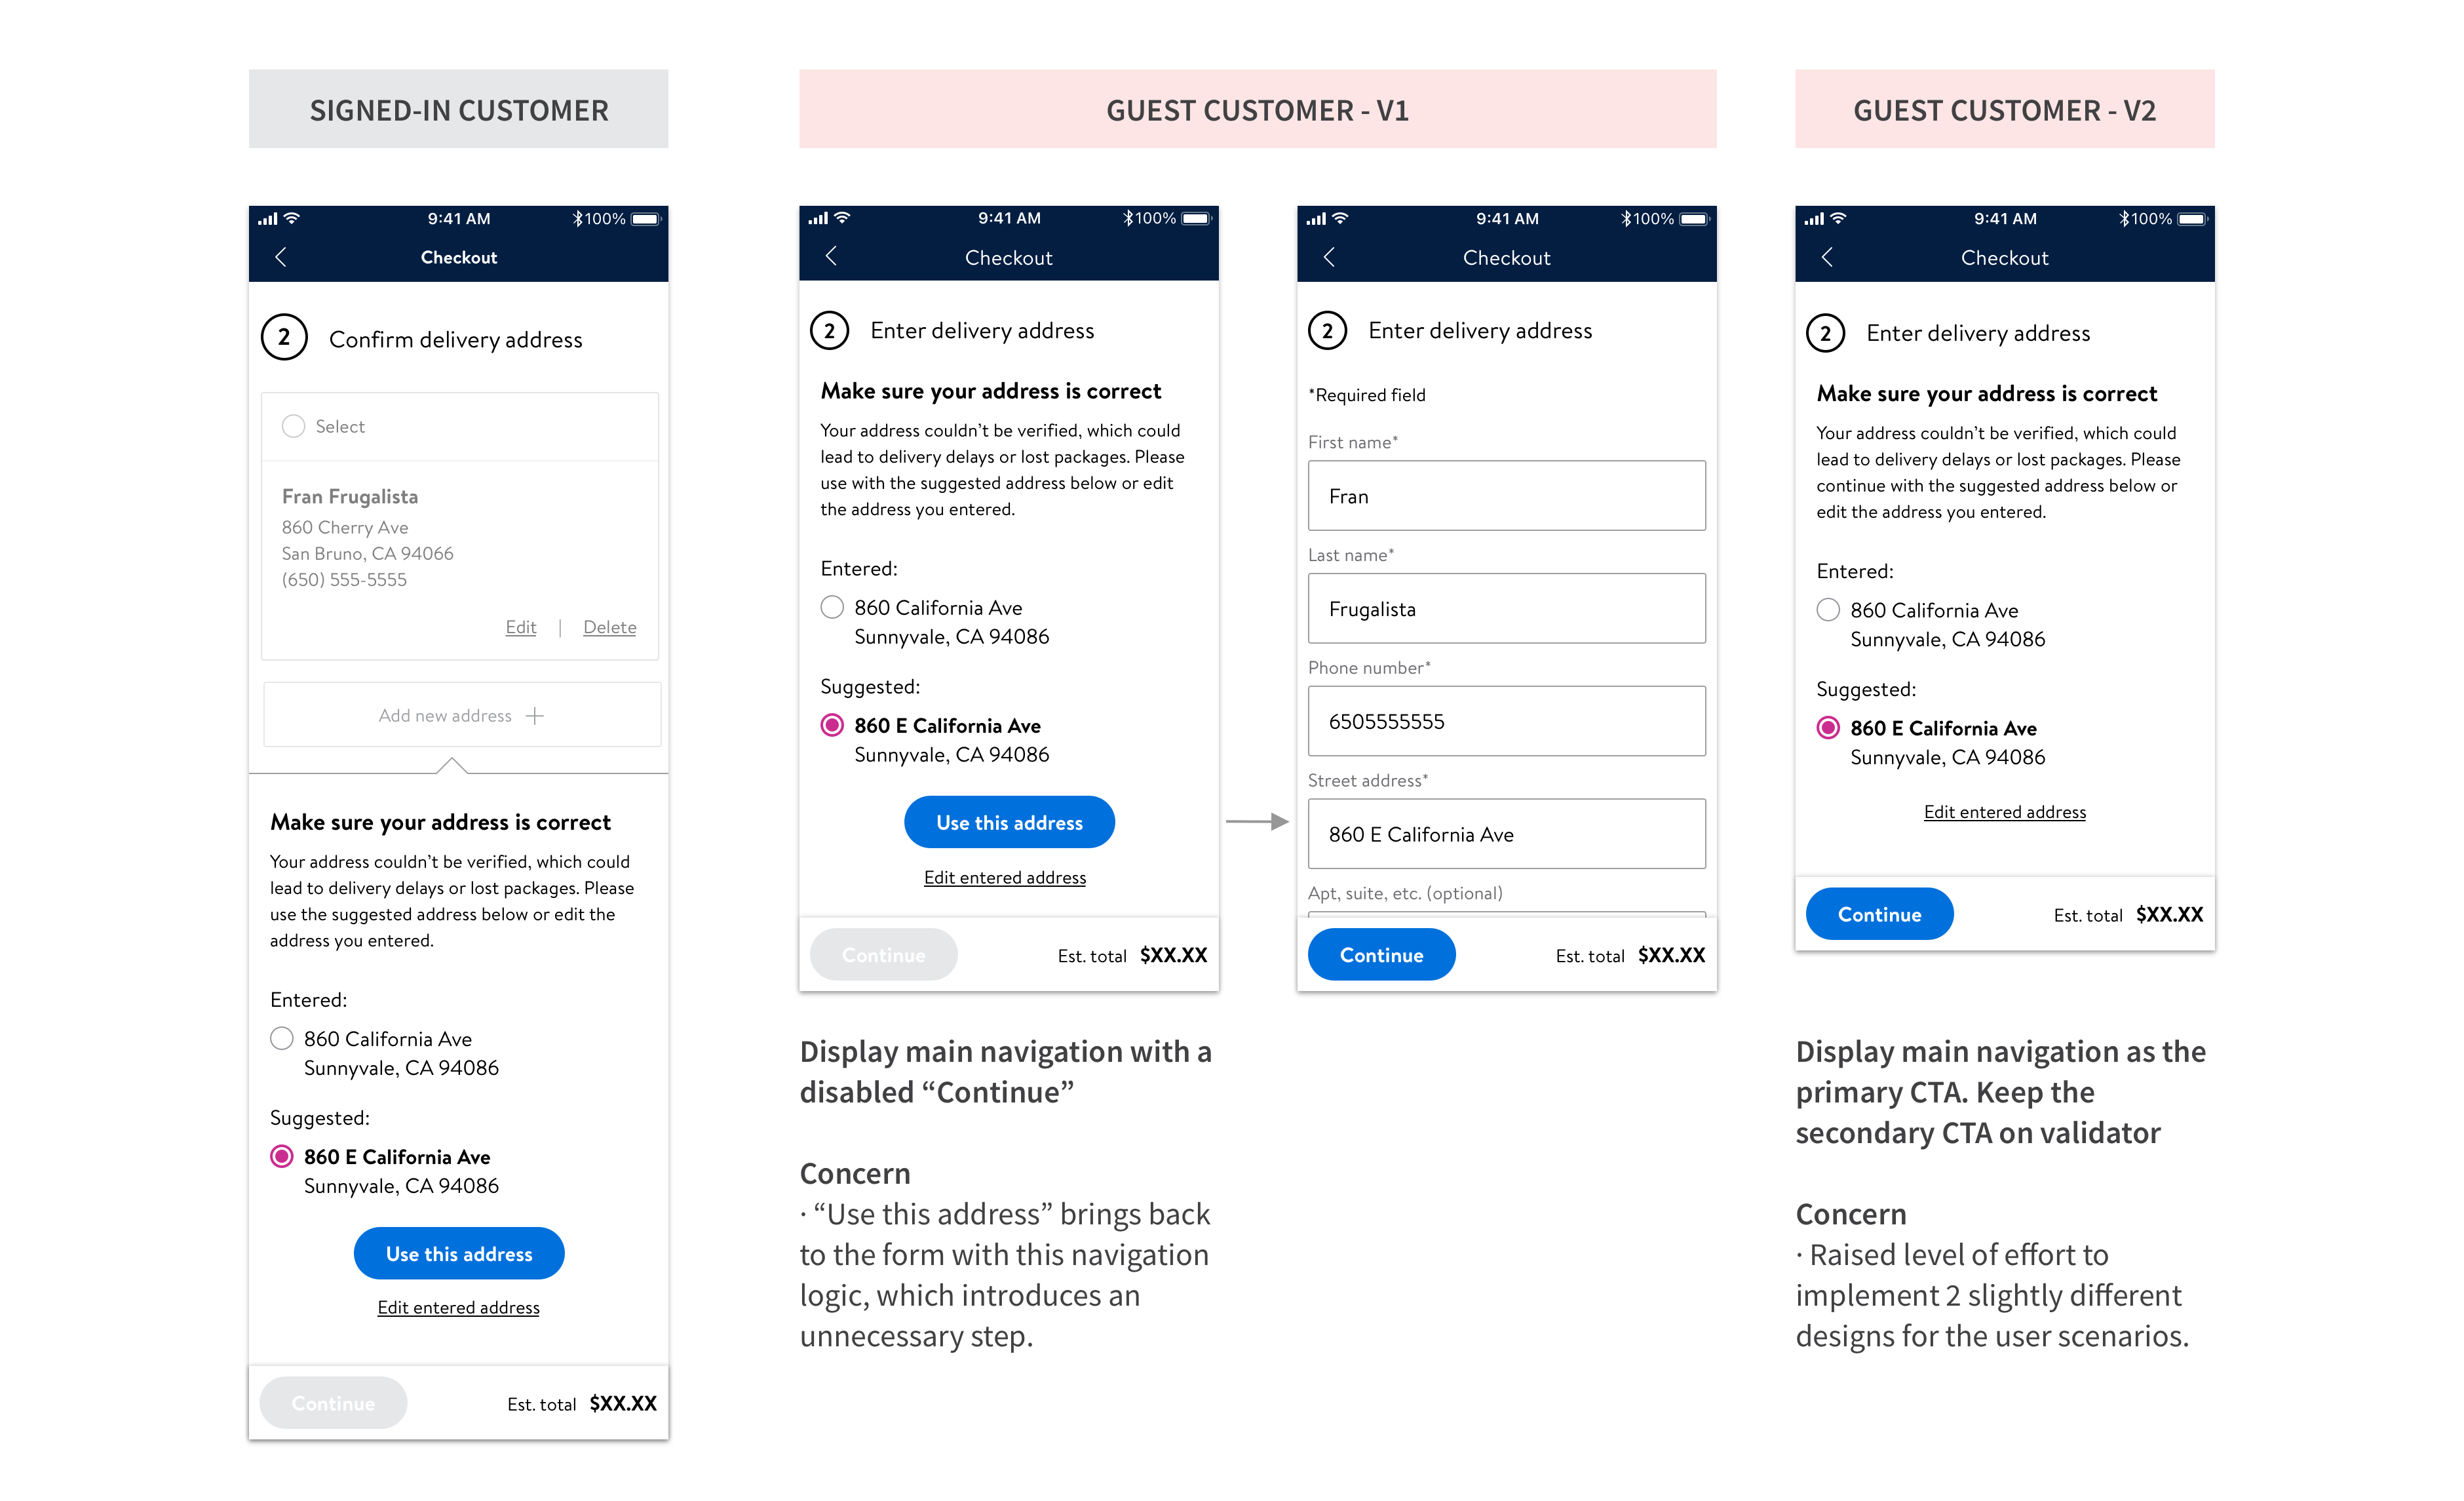 SIGNED-IN CUSTOMER
9:41 AM
100%
Checkout
2
Confirm delivery address
Select
Fran Frugalista
860 Cherry Ave
San Bruno, CA 94066
(650) 555-5555
Edit | Delete
Add new address
Make sure your address is correct
Your address couldn’t be verified, which could
lead to delivery delays or lost packages. Please
use the suggested address below or edit the
address you entered.
Entered:
860 California Ave
Sunnyvale, CA 94086
Suggested:
860 E California Ave
Sunnyvale, CA 94086
Use this address
Edit entered address
Continue
Est. total $XX.XX
GUEST CUSTOMER - V1
9:41 AM
100%
Checkout
2
Enter delivery address
Make sure your address is correct
Your address couldn’t be verified, which could
lead to delivery delays or lost packages. Please
use with the suggested address below or edit
the address you entered.
Entered:
860 California Ave
Sunnyvale, CA 94086
Suggested:
860 E California Ave
Sunnyvale, CA 94086
Use this address
Edit entered address
Continue
Est. total $XX.XX
Display main navigation with a
disabled “Continue”
Concern
· “Use this address” brings back
to the form with this navigation
logic, which introduces an
unnecessary step.
9:41 AM
100%
Checkout
2
Enter delivery address
*Required field
First name*
Fran
Last name*
Frugalista
Phone number*
6505555555
Street address*
860 E California Ave
Apt, suite, etc. (optional)
Continue
Est. total $XX.XX
GUEST CUSTOMER - V2
9:41 AM
100%
Checkout
2
Enter delivery address
Make sure your address is correct
Your address couldn’t be verified, which could
lead to delivery delays or lost packages. Please
continue with the suggested address below or
edit the address you entered.
Entered:
860 California Ave
Sunnyvale, CA 94086
Suggested:
860 E California Ave
Sunnyvale, CA 94086
Edit entered address
Continue
Est. total $XX.XX
Display main navigation as the
primary CTA. Keep the
secondary CTA on validator
Concern
· Raised level of effort to
implement 2 slightly different
designs for the user scenarios.